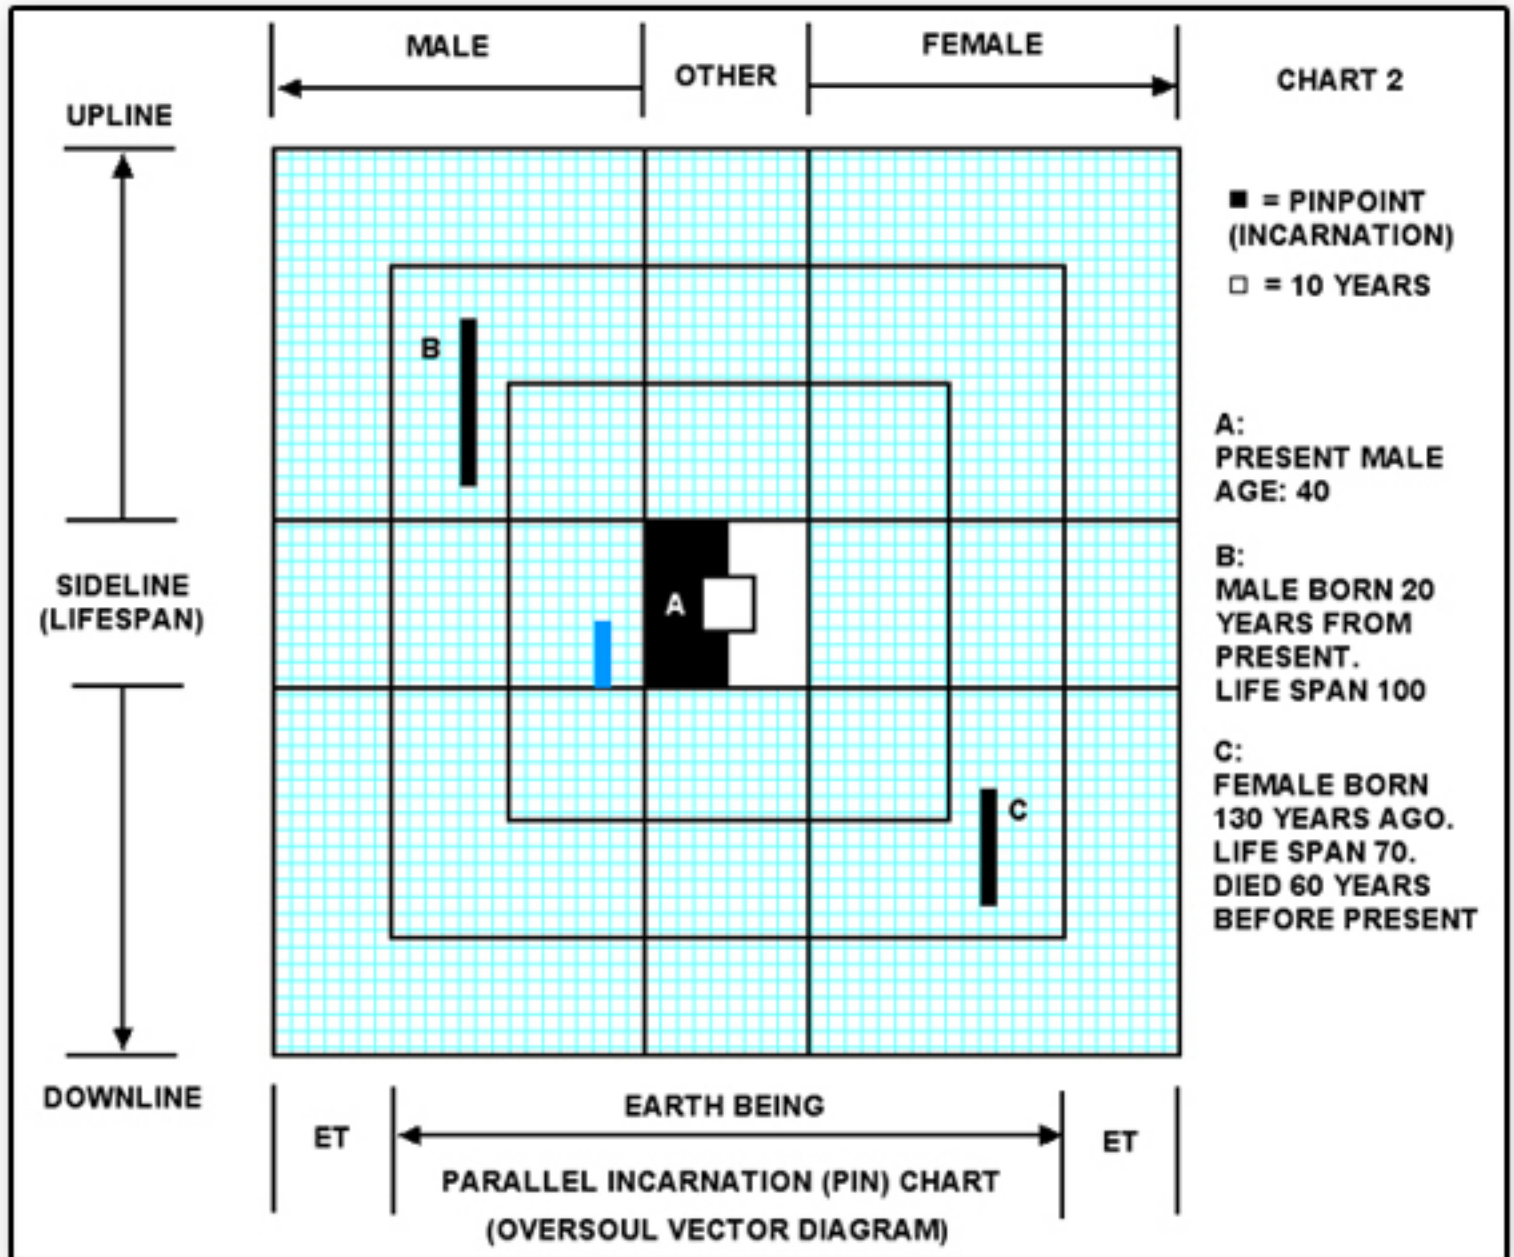 MALE
OTHER
FEMALE
CHART 2
UPLINE
■ = PINPOINT
(INCARNATION)
□ = 10 YEARS
B
A:
PRESENT MALE
AGE: 40
SIDELINE
(LIFESPAN)
A
B:
MALE BORN 20
YEARS FROM
PRESENT.
LIFE SPAN 100
C
C:
FEMALE BORN
130 YEARS AGO.
LIFE SPAN 70.
DIED 60 YEARS
BEFORE PRESENT
DOWNLINE
ET
EARTH BEING
ET
PARALLEL INCARNATION (PIN) CHART
(OVERSOUL VECTOR DIAGRAM)